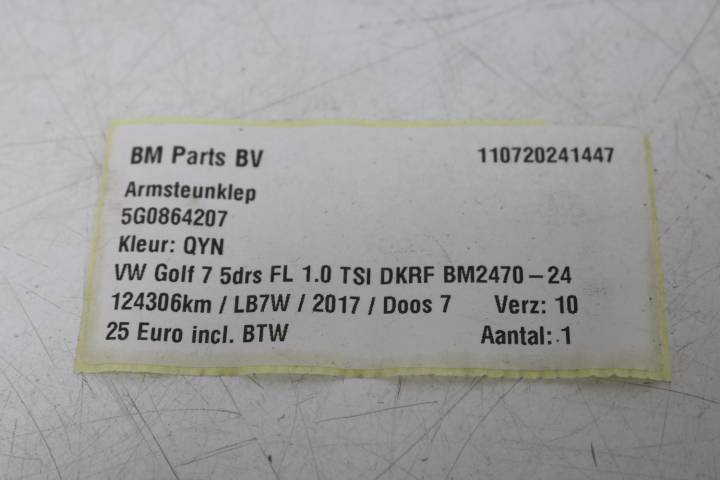 BM Parts BV 110720241447
Armsteunklep
5G0864207
Kleur: QYN
VW Golf 7 5drs FL 1.0 TSI DKRF BM2470-24
124306km / LB7W / 2017 / Doos 7 Verz: 10
25 Euro incl. BTW Aantal: 1